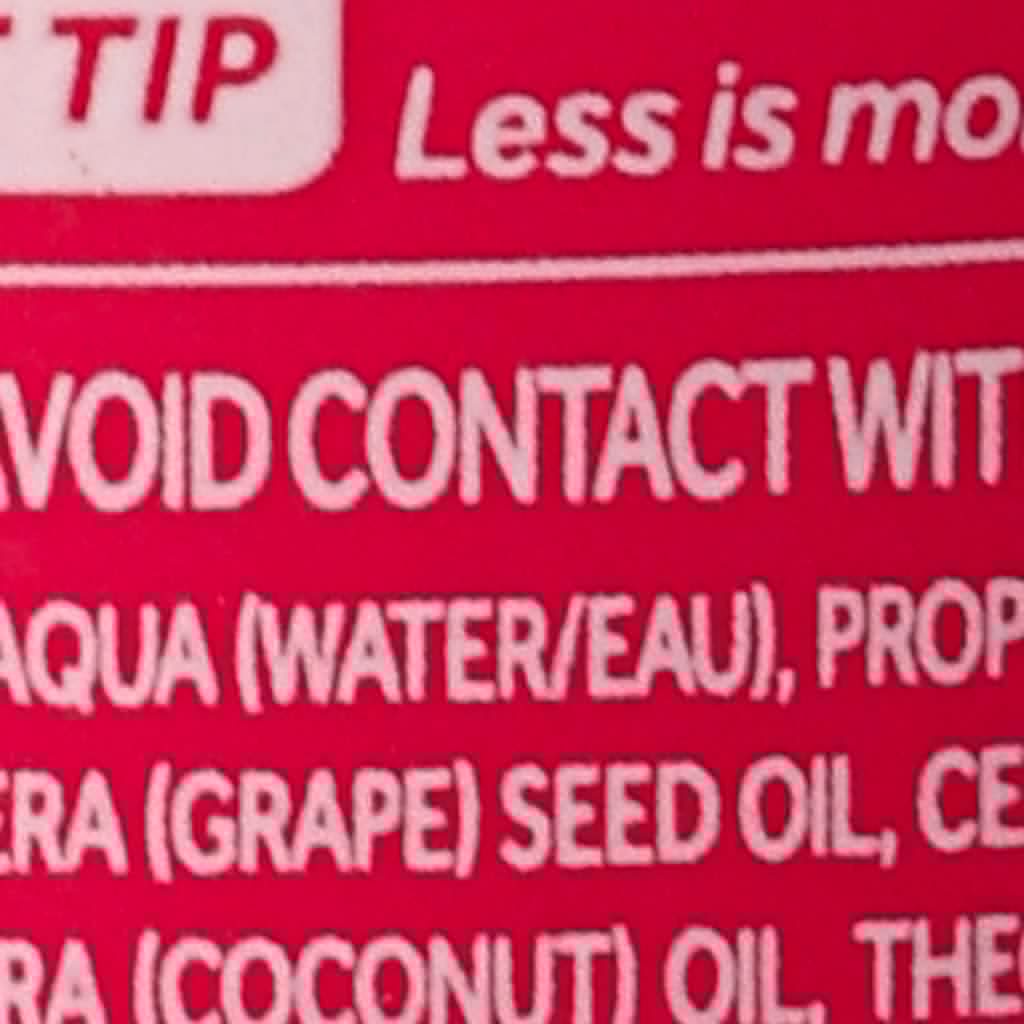 TIP Less is mo
AVOID CONTACT WIT
AQUA (WATER/EAU), PROP
ERA (GRAPE) SEED OIL, CE
RA (COCONUT) OIL, THE